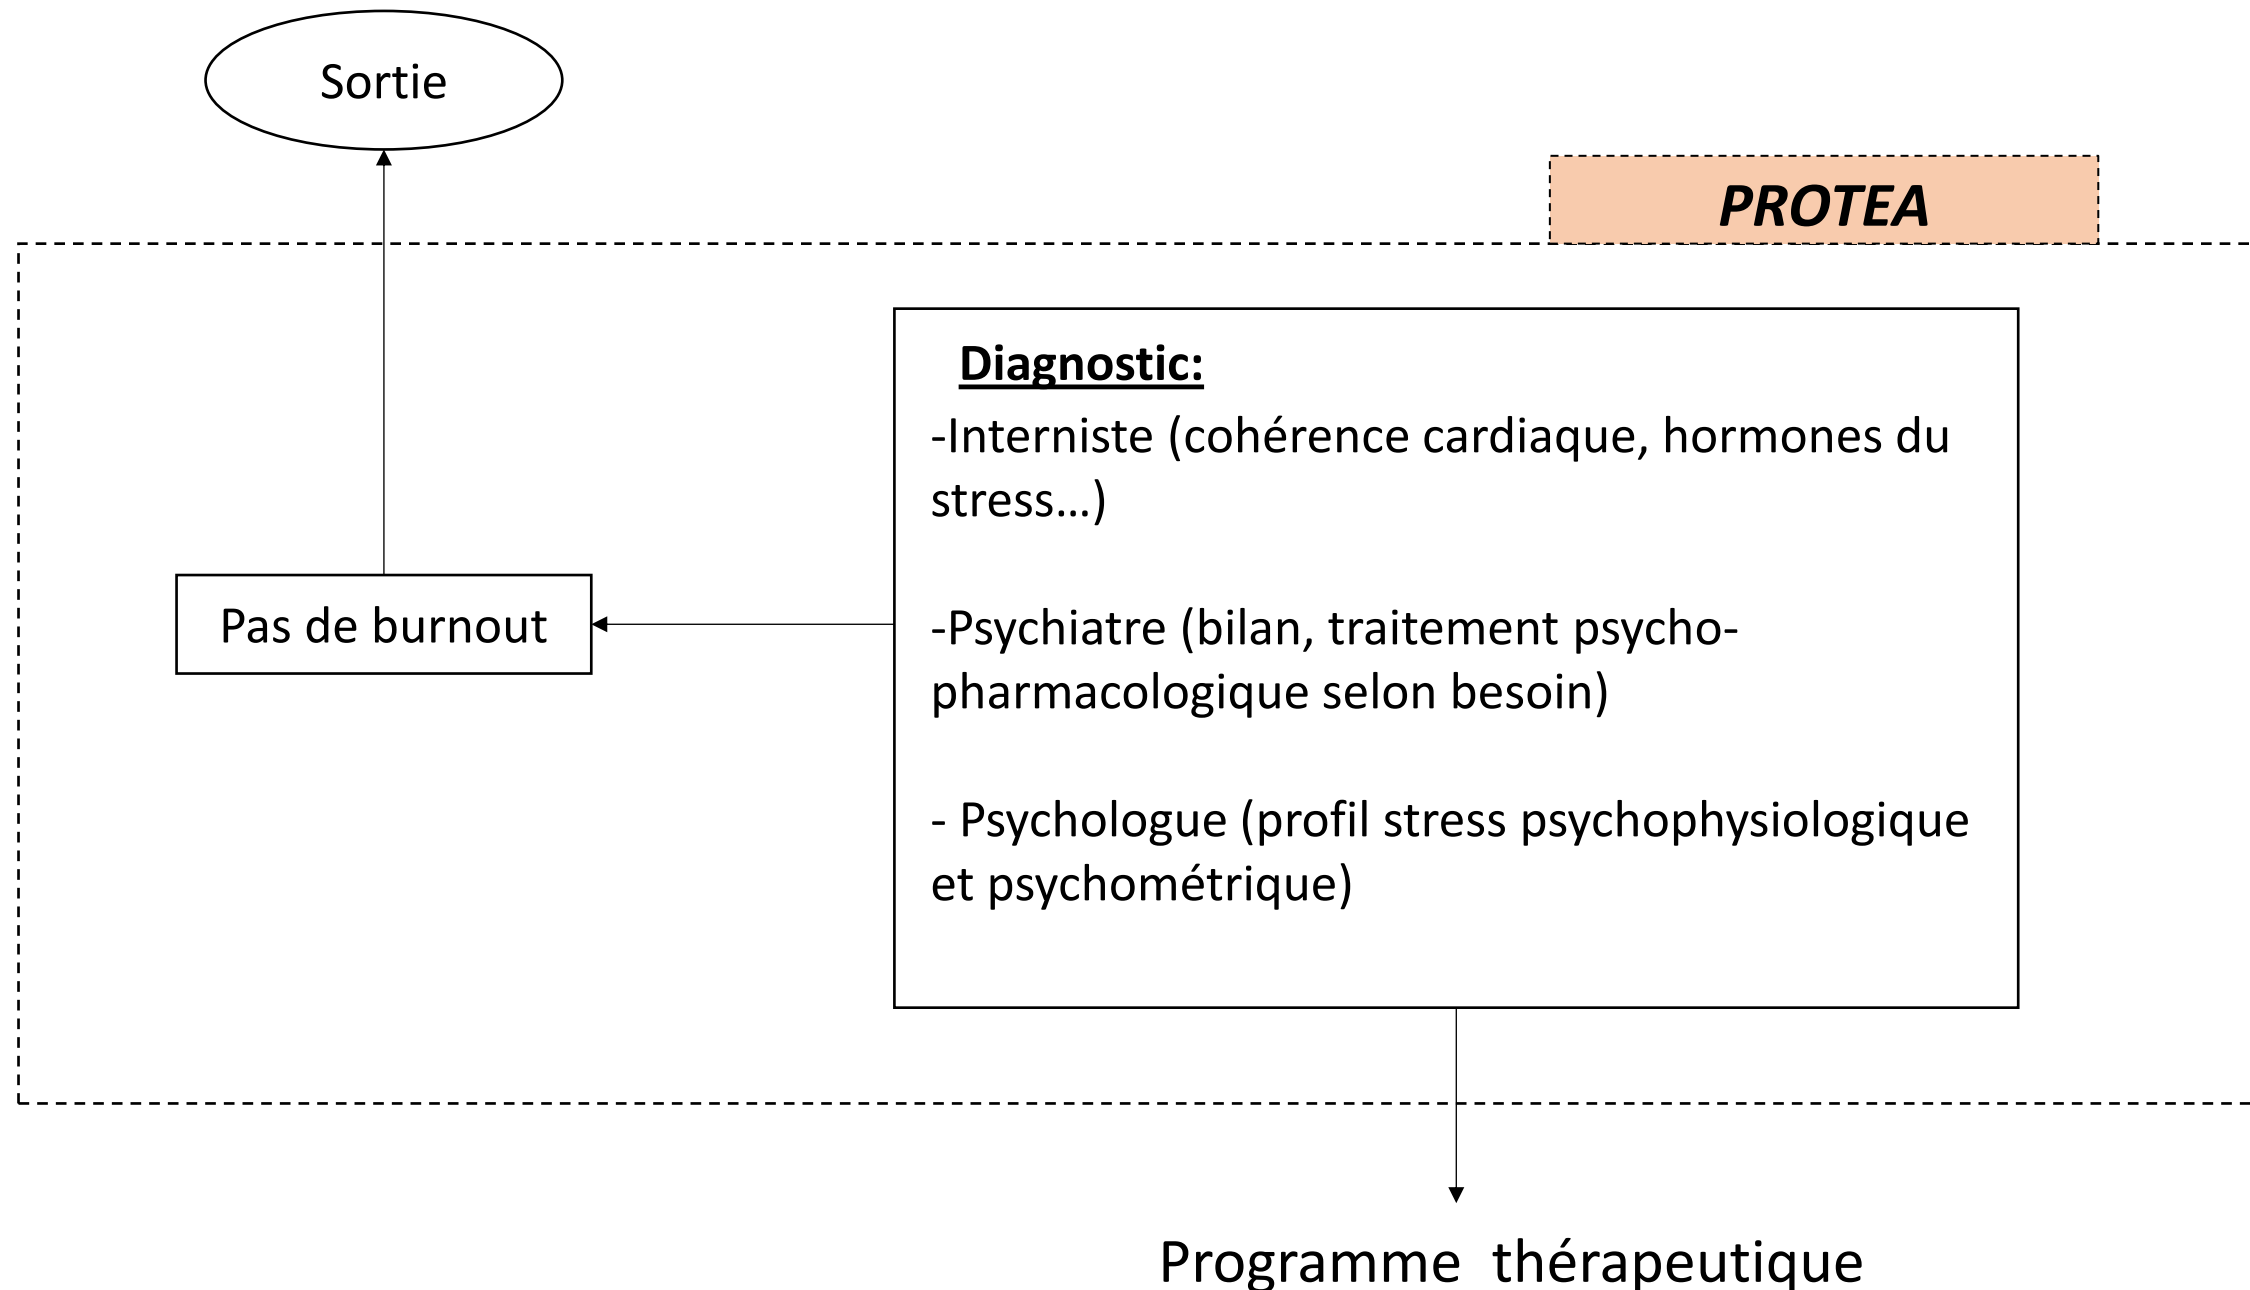 Sortie
PROTEA
Diagnostic:
-Interniste (cohérence cardiaque, hormones du
stress...)
-Psychiatre (bilan, traitement psycho-
pharmacologique selon besoin)
- Psychologue (profil stress psychophysiologique
et psychométrique)
Pas de burnout
Programme thérapeutique